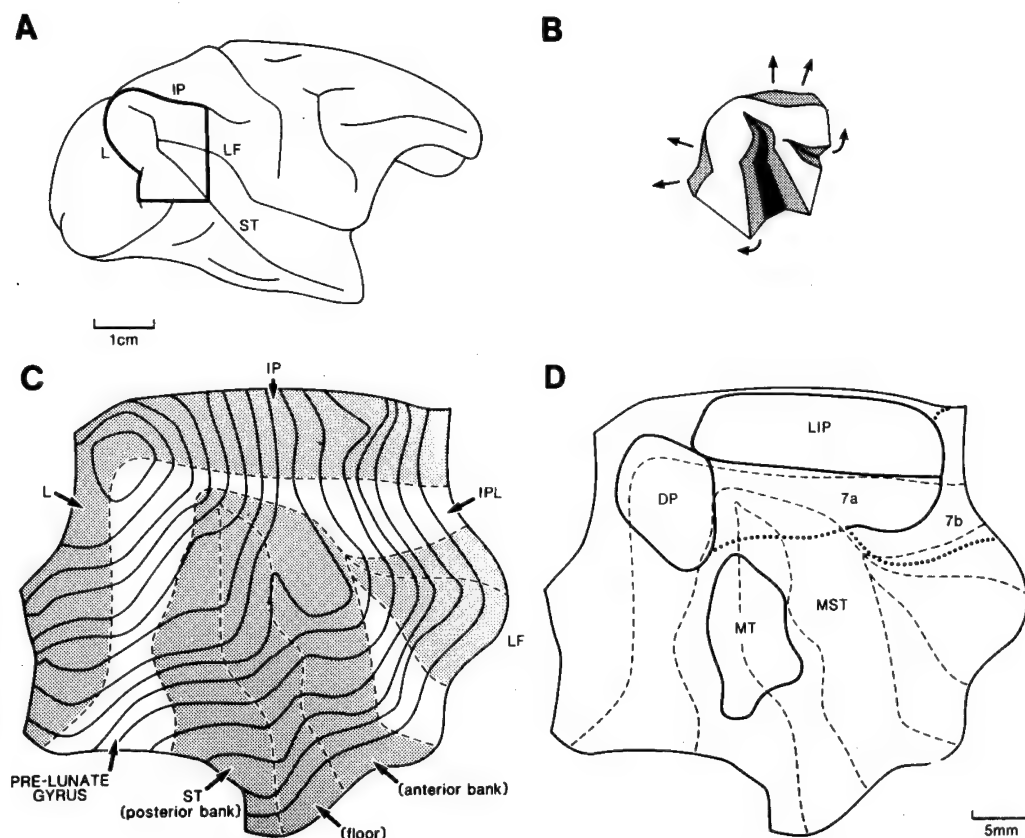 A
IP
L
LF
ST
1cm
B
C
IP
L
IPL
LF
PRE-LUNATE
GYRUS
ST
(posterior bank)
(floor)
(anterior bank)
D
LIP
DP
7a
7b
MST
MT
5mm